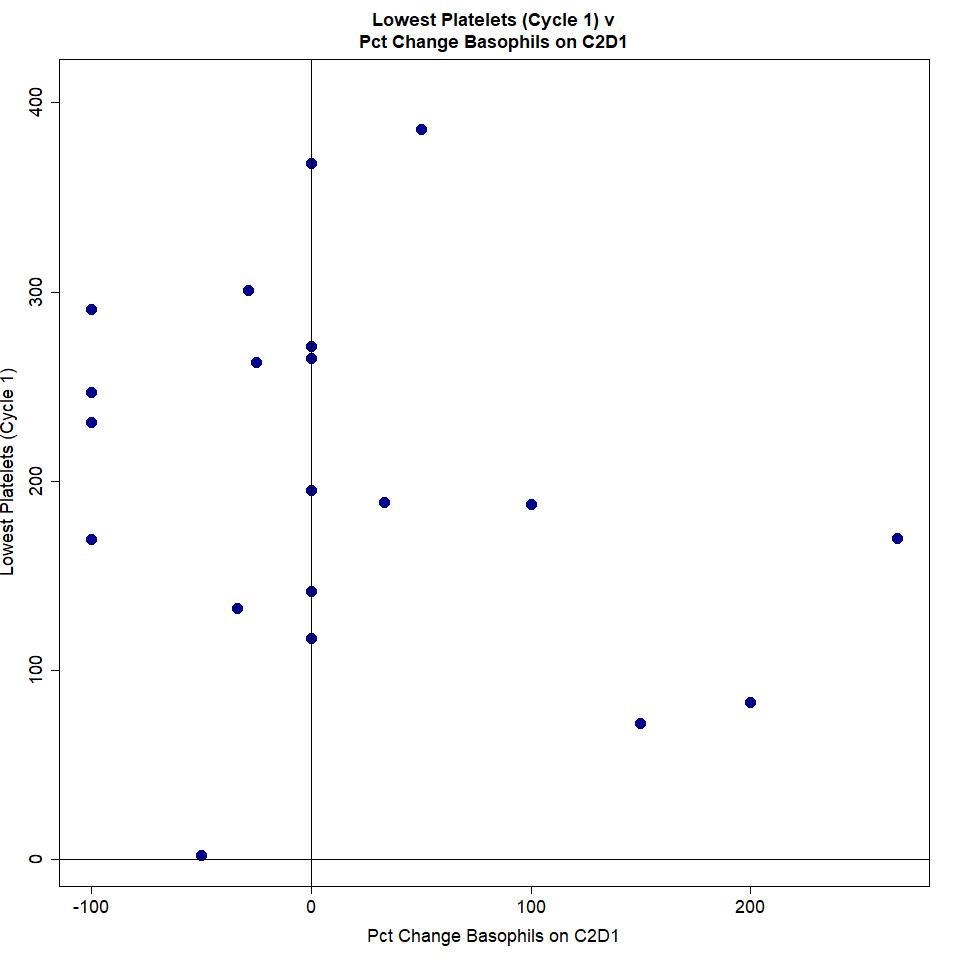 Lowest Platelets (Cycle 1) v
Pct Change Basophils on C2D1
400
300
200
100
0
Lowest Platelets (Cycle 1)
-100
0
100
200
Pct Change Basophils on C2D1